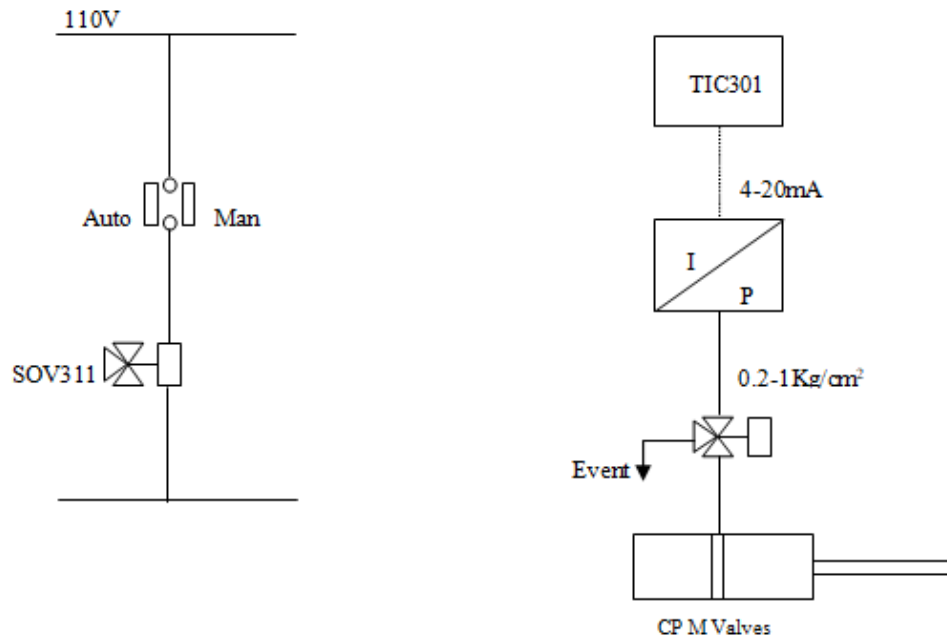 110V
Auto
Man
SOV311
TIC301
4-20mA
I
P
0.2-1Kg/cm²
Event
CP M Valves